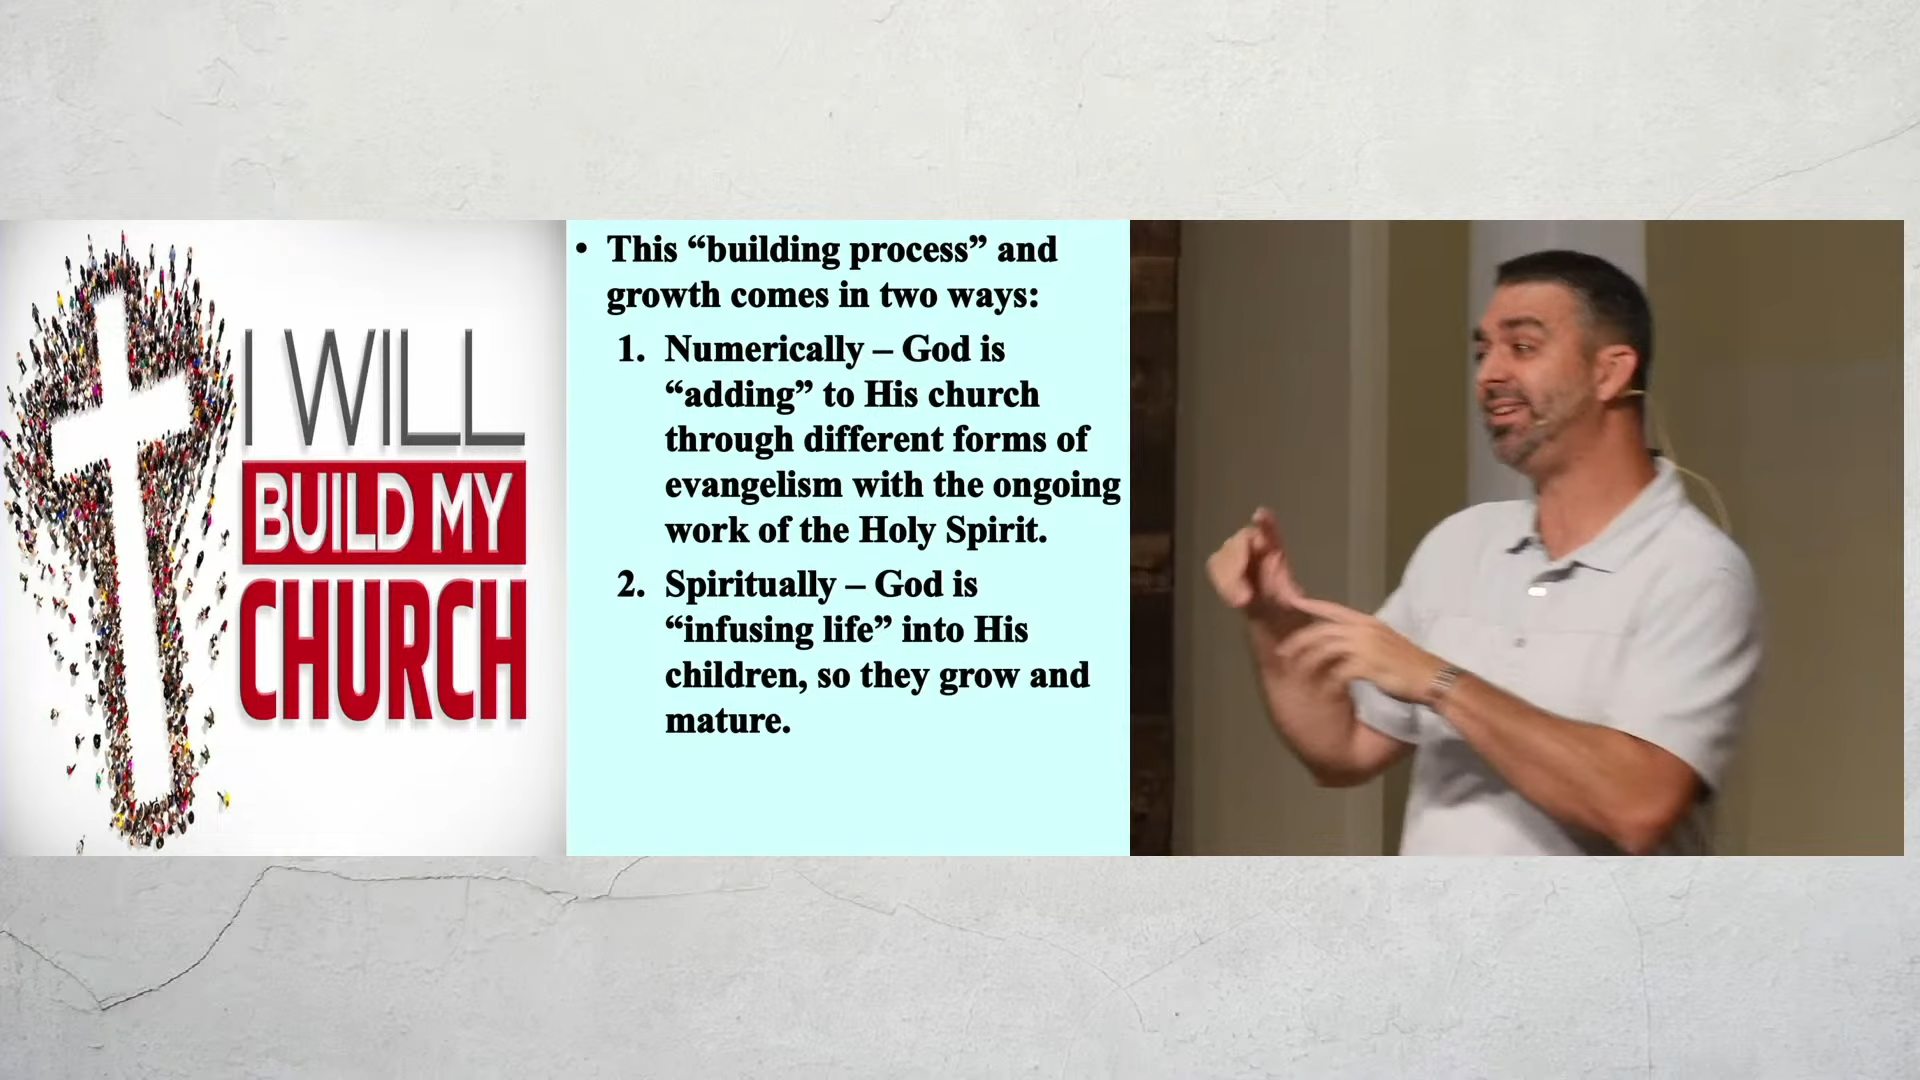 I WILL
BUILD MY
CHURCH
• This “building process” and
growth comes in two ways:
1. Numerically – God is
“adding” to His church
through different forms of
evangelism with the ongoing
work of the Holy Spirit.
2. Spiritually – God is
“infusing life” into His
children, so they grow and
mature.